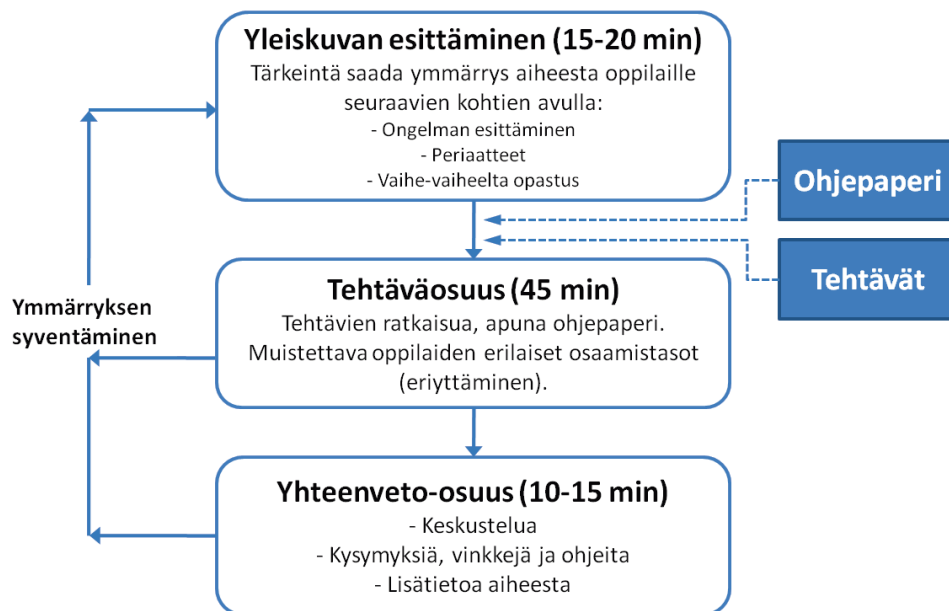 Yleiskuvan esittäminen (15-20 min)
Tärkeintä saada ymmärrys aiheesta oppilaille
seuraavien kohtien avulla:
- Ongelman esittäminen
- Periaatteet
- Vaihe-vaiheelta opastus
Ohjepaperi
Tehtävät
Ymmärryksen
syventäminen
Tehtäväosuus (45 min)
Tehtävien ratkaisua, apuna ohjepaperi.
Muistettava oppilaiden erilaiset osaamistasot
(eriyttäminen).
Yhteenveto-osuus (10-15 min)
- Keskustelua
- Kysymyksiä, vinkkejä ja ohjeita
- Lisätietoa aiheesta